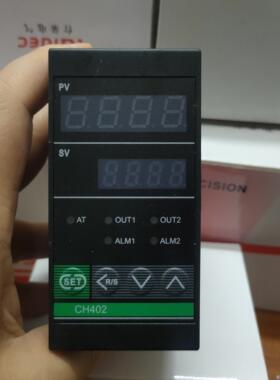 PV
SV
AT OUT1 OUT2
ALM1 ALM2
SET R/S
CH402
CISION